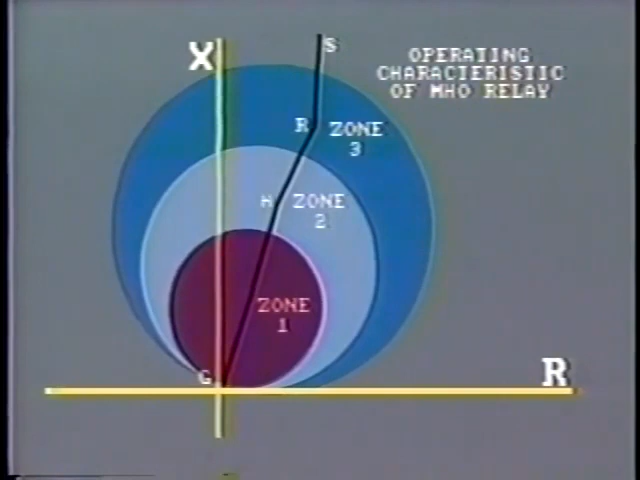 X
S
OPERATING
CHARACTERISTIC
OF MHO RELAY
R
ZONE
3
H
ZONE
2
ZONE
1
G
R